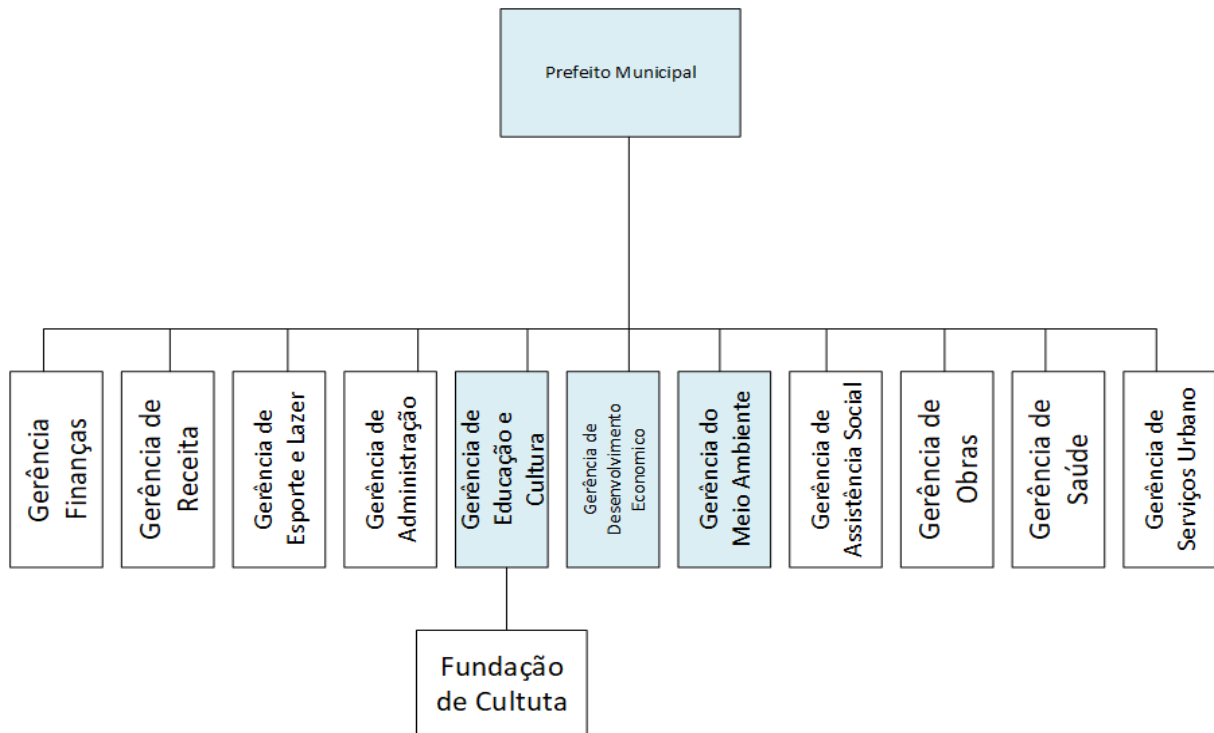 Prefeito Municipal
Gerência
Finanças
Gerência de
Receita
Gerência de
Esporte e Lazer
Gerência de
Administração
Gerência de
Educação e
Cultura
Gerência de
Desenvolvimento
Economico
Gerência do
Meio Ambiente
Gerência de
Assistência Social
Gerência de
Obras
Gerência de
Saúde
Gerência de
Serviços Urbano
Fundação
de Cultuta